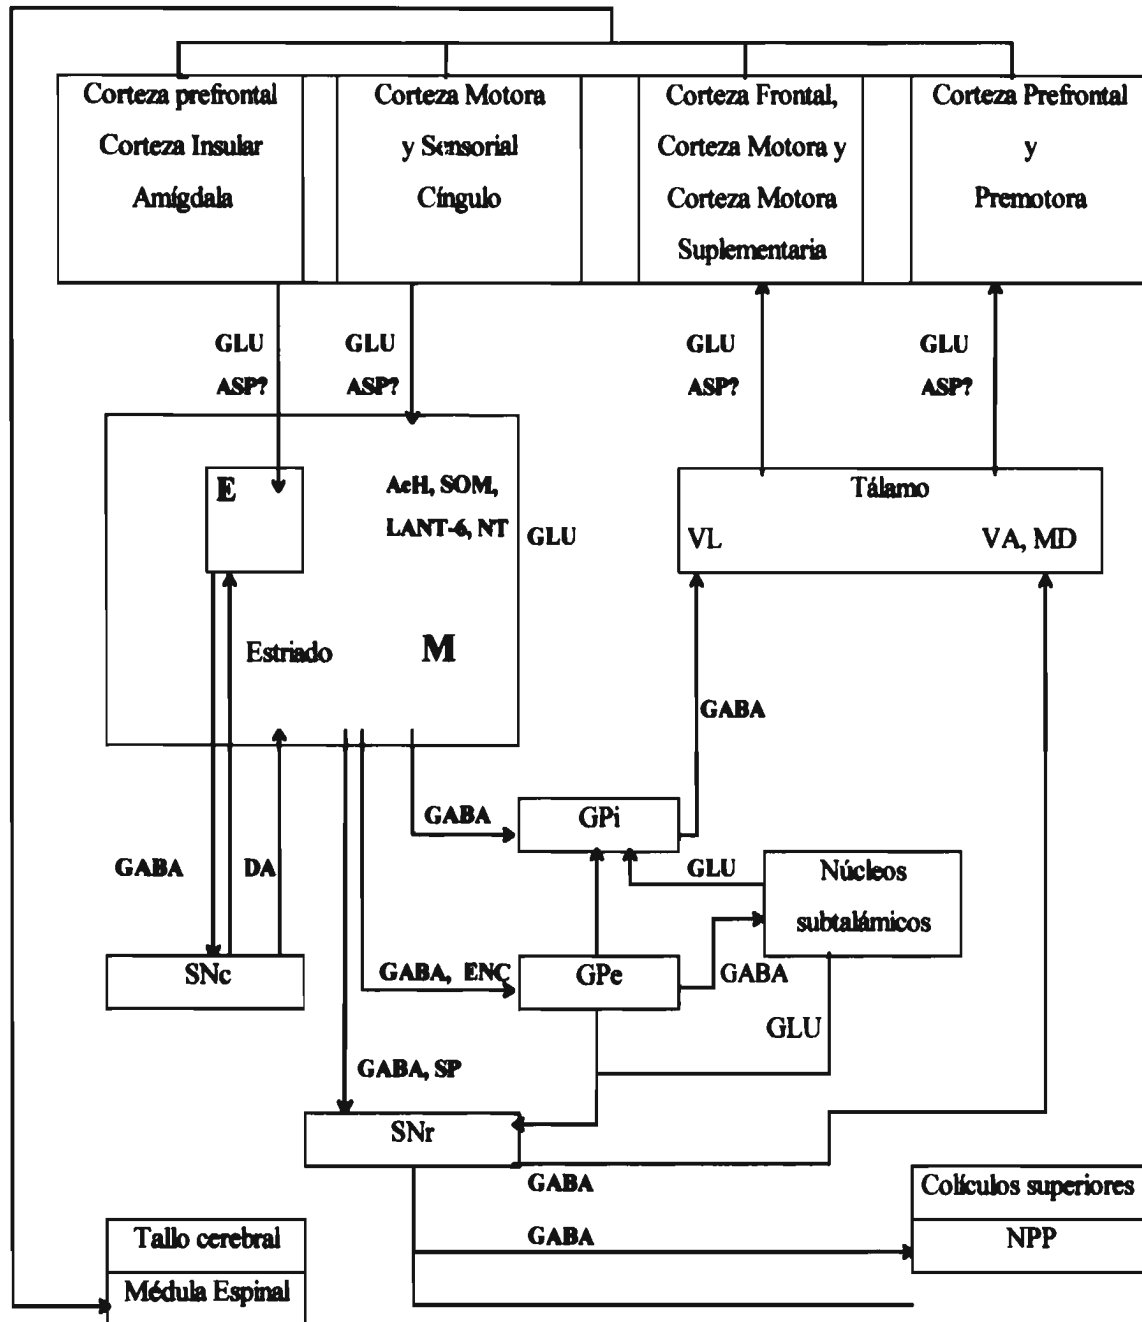 Corteza prefrontal
Corteza Insular
Amígdala
Corteza Motora
y Sensorial
Cíngulo
Corteza Frontal,
Corteza Motora y
Corteza Motora
Suplementaria
Corteza Prefrontal
y
Premotora
GLU
ASP?
GLU
ASP?
GLU
ASP?
GLU
ASP?
E
AcH, SOM,
LANT-6, NT
GLU
Estriado
M
Tálamo
VL
VA, MD
GABA
GABA
GPi
GABA
DA
GLU
Núcleos
subtalámicos
SNc
GABA, ENC
GPe
GABA
GLU
GABA, SP
SNr
GABA
GABA
Colículos superiores
NPP
Tallo cerebral
Médula Espinal